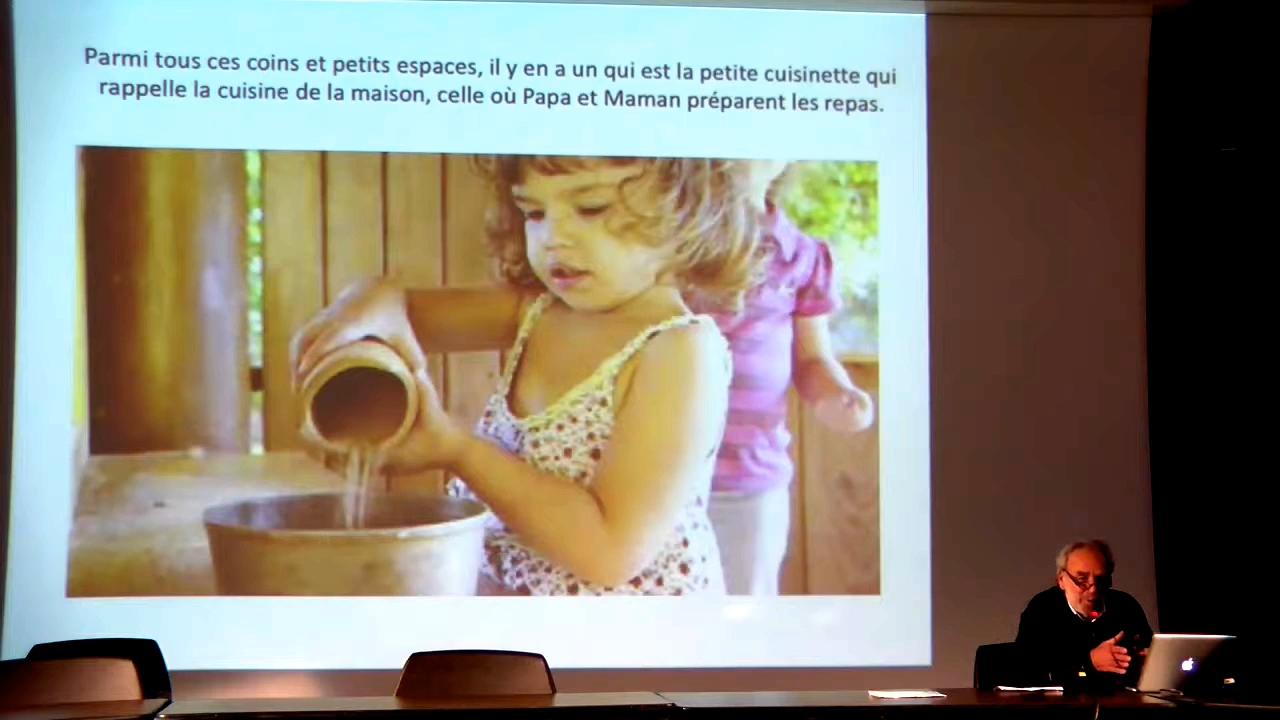 Parmi tous ces coins et petits espaces, il y en a un qui est la petite cuisinette qui
rappelle la cuisine de la maison, celle où Papa et Maman préparent les repas.